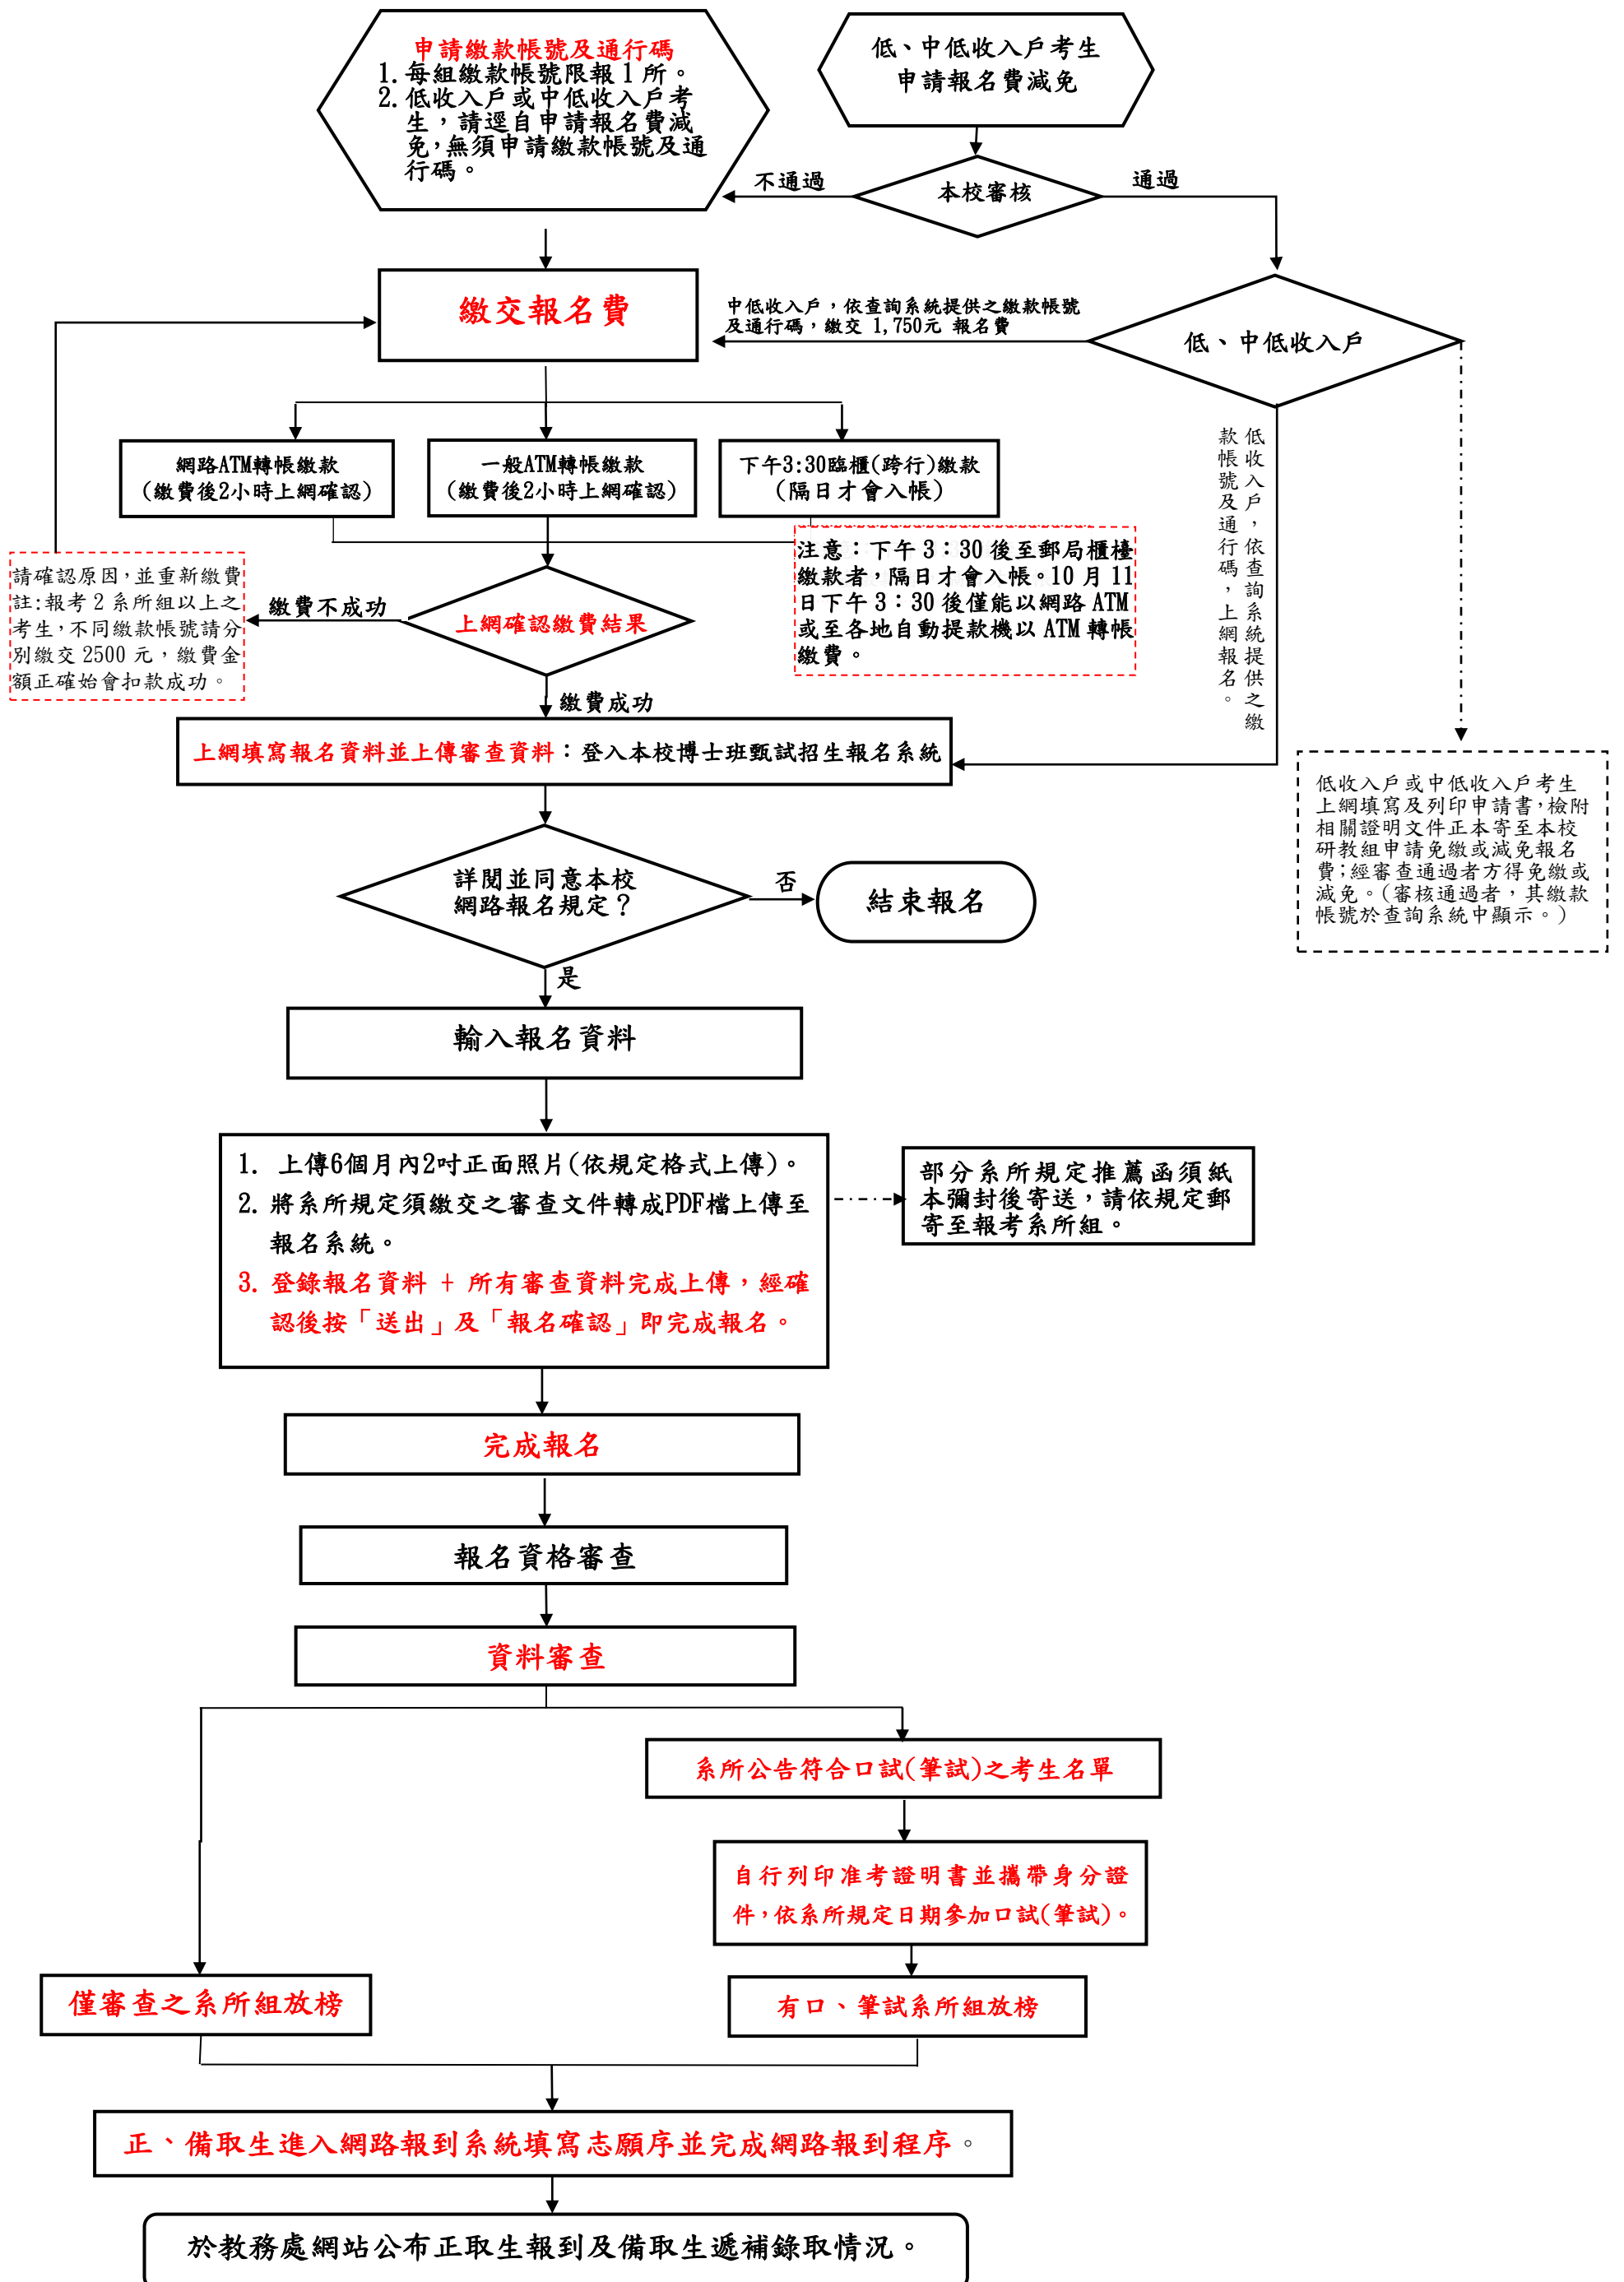 申請繳款帳號及通行碼
1. 每組繳款帳號限報 1 所。
2. 低收入戶或中低收入戶考
生，請逕自申請報名費減
免，無須申請繳款帳號及通
行碼。
低、中低收入戶考生
申請報名費減免
不通過
本校審核
通過
繳交報名費
中低收入戶，依查詢系統提供之繳款帳號
及通行碼，繳交 1,750元 報名費
低、中低收入戶
網路ATM轉帳繳款
(繳費後2小時上網確認)
一般ATM轉帳繳款
(繳費後2小時上網確認)
下午3:30臨櫃(跨行)繳款
(隔日才會入帳)
低收入戶，依查詢系統提供之繳
款帳號及通行碼，上網報名。
注意：下午 3：30 後至郵局櫃檯
繳款者，隔日才會入帳。10 月 11
日下午 3：30 後僅能以網路 ATM
或至各地自動提款機以 ATM 轉帳
繳費。
請確認原因，並重新繳費
註:報考 2 系所組以上之
考生，不同繳款帳號請分
別繳交 2500 元，繳費金
額正確始會扣款成功。
繳費不成功
上網確認繳費結果
繳費成功
上網填寫報名資料並上傳審查資料：登入本校博士班甄試招生報名系統
低收入戶或中低收入戶考生
上網填寫及列印申請書，檢附
相關證明文件正本寄至本校
研教組申請免繳或減免報名
費；經審查通過者方得免繳或
減免。(審核通過者，其繳款
帳號於查詢系統中顯示。)
詳閱並同意本校
網路報名規定？
否
結束報名
是
輸入報名資料
1. 上傳6個月內2吋正面照片(依規定格式上傳)。
2. 將系所規定須繳交之審查文件轉成PDF檔上傳至
報名系統。
3. 登錄報名資料 + 所有審查資料完成上傳，經確
認後按「送出」及「報名確認」即完成報名。
部分系所規定推薦函須紙
本彌封後寄送，請依規定郵
寄至報考系所組。
完成報名
報名資格審查
資料審查
系所公告符合口試(筆試)之考生名單
自行列印准考證明書並攜帶身分證
件，依系所規定日期參加口試(筆試)。
僅審查之系所組放榜
有口、筆試系所組放榜
正、備取生進入網路報到系統填寫志願序並完成網路報到程序。
於教務處網站公布正取生報到及備取生遞補錄取情況。